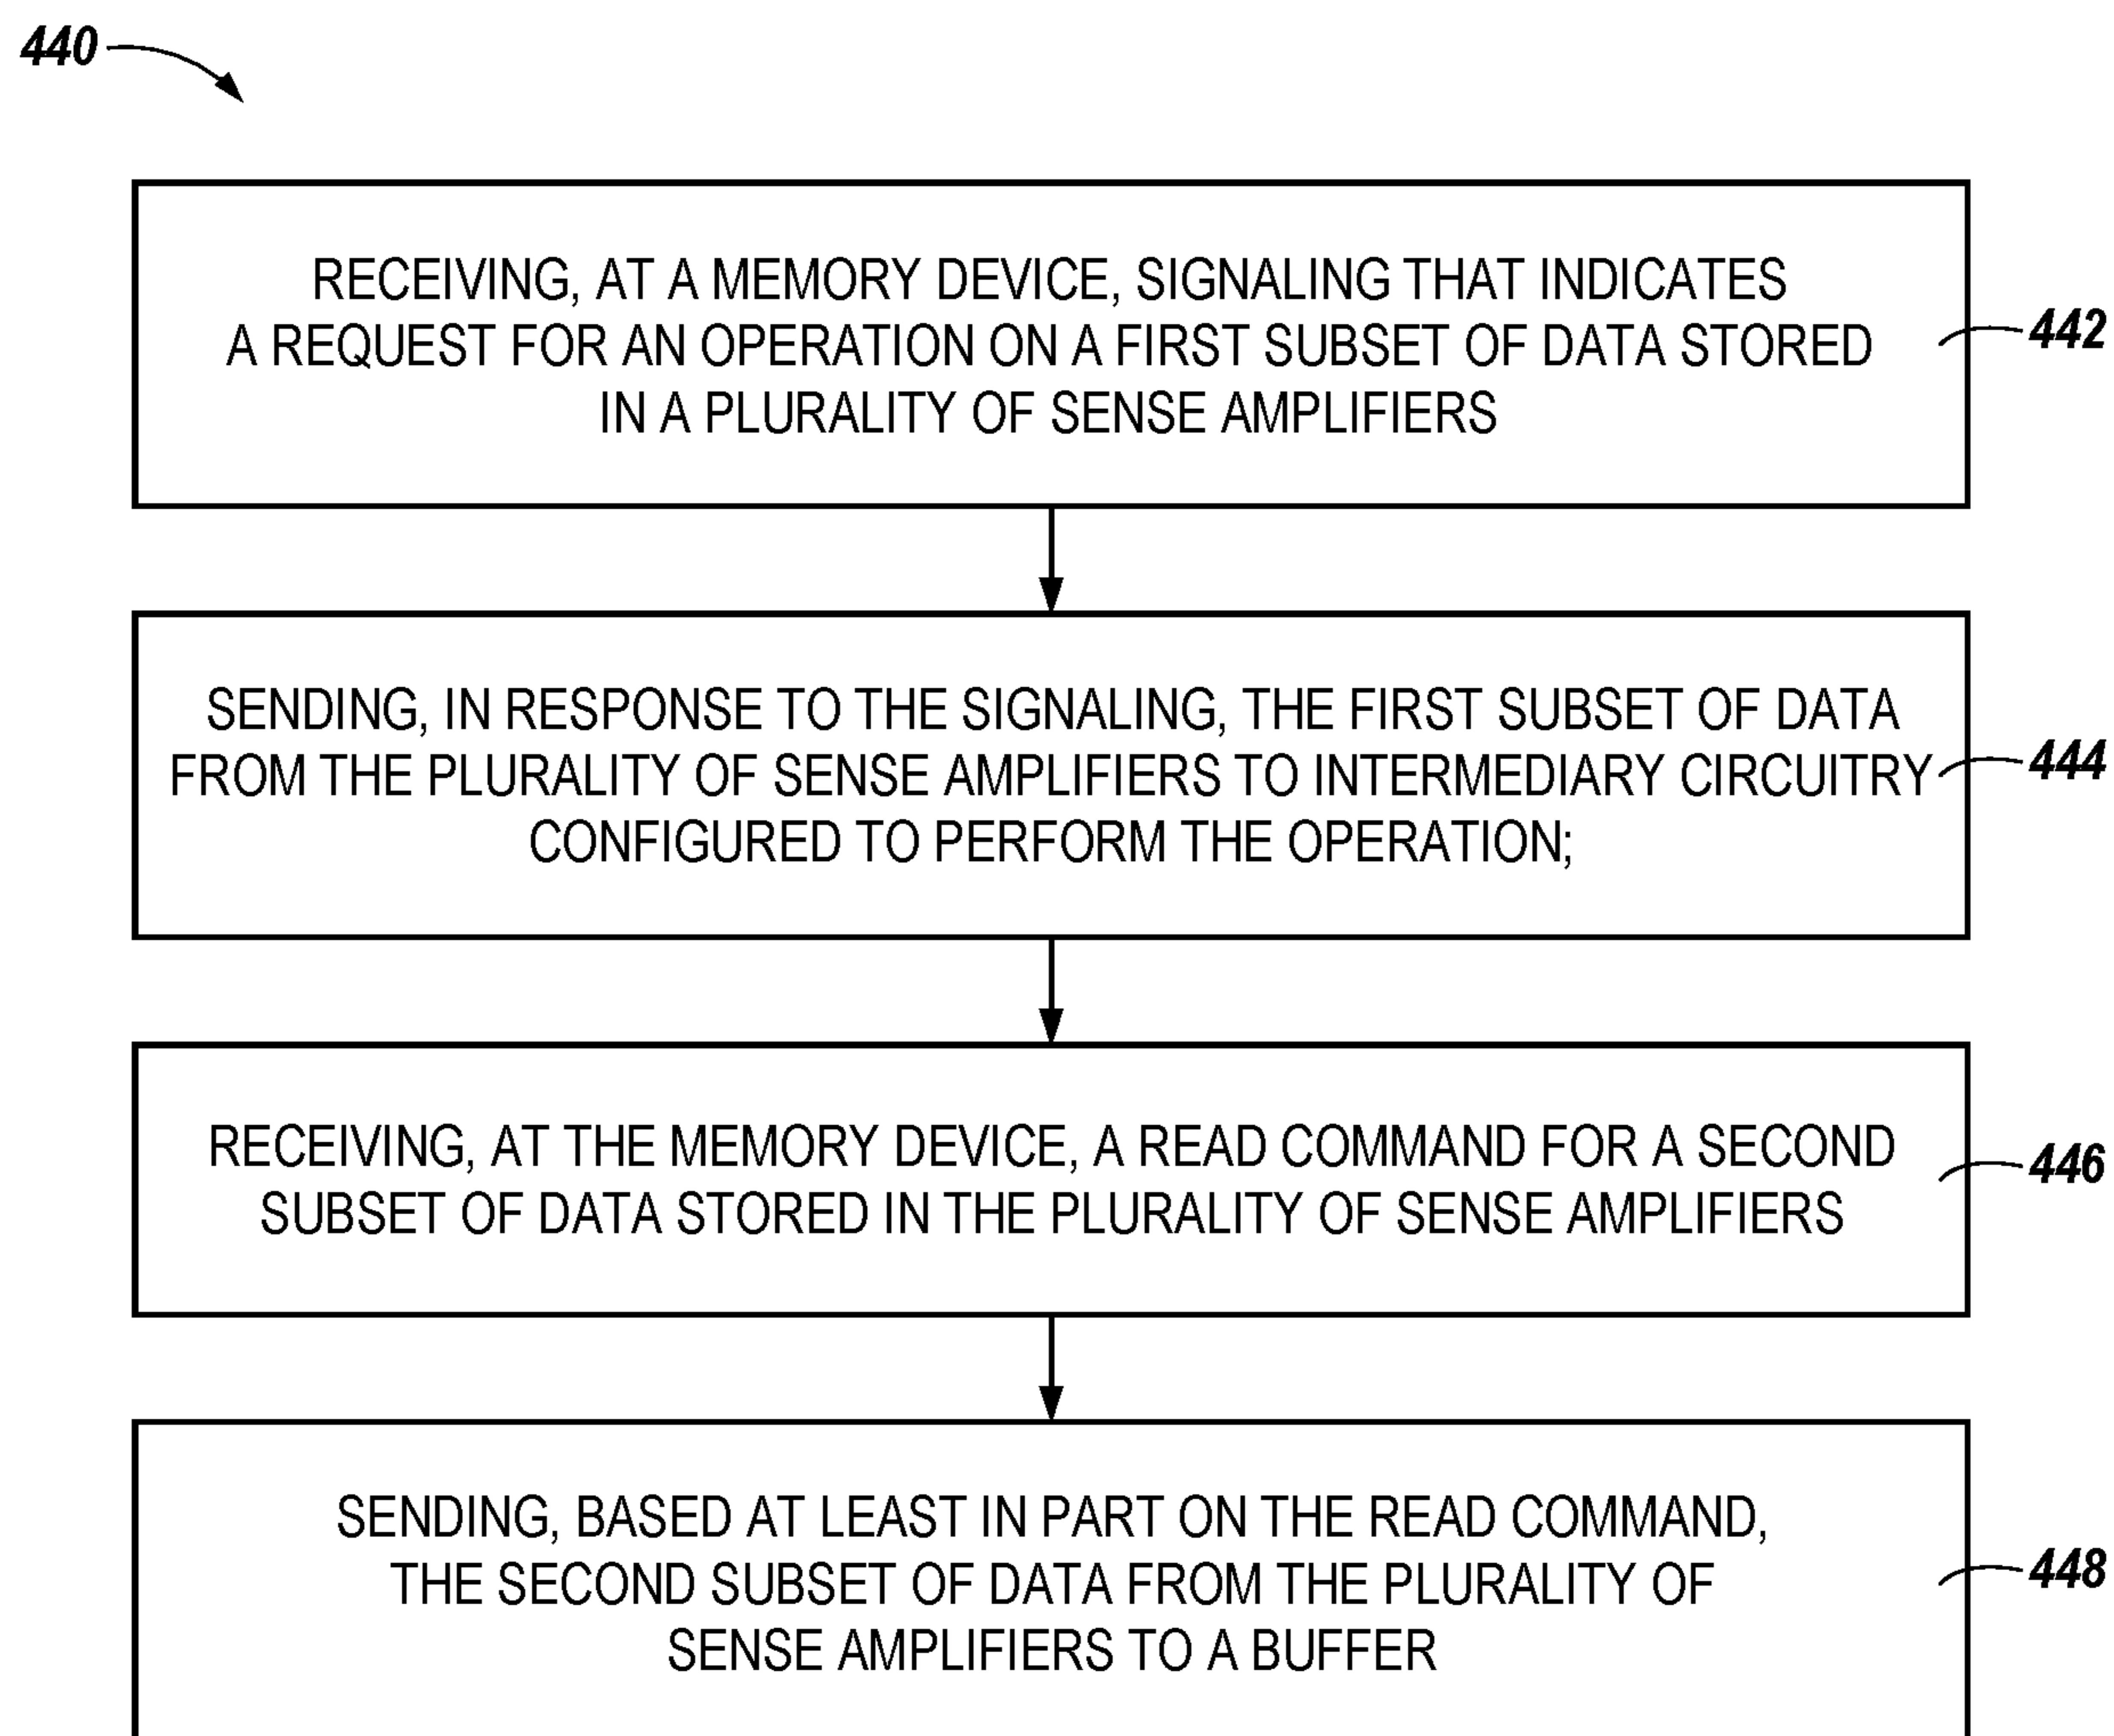 440
RECEIVING, AT A MEMORY DEVICE, SIGNALING THAT INDICATES
A REQUEST FOR AN OPERATION ON A FIRST SUBSET OF DATA STORED
IN A PLURALITY OF SENSE AMPLIFIERS
442
SENDING, IN RESPONSE TO THE SIGNALING, THE FIRST SUBSET OF DATA
FROM THE PLURALITY OF SENSE AMPLIFIERS TO INTERMEDIARY CIRCUITRY
CONFIGURED TO PERFORM THE OPERATION;
444
RECEIVING, AT THE MEMORY DEVICE, A READ COMMAND FOR A SECOND
SUBSET OF DATA STORED IN THE PLURALITY OF SENSE AMPLIFIERS
446
SENDING, BASED AT LEAST IN PART ON THE READ COMMAND,
THE SECOND SUBSET OF DATA FROM THE PLURALITY OF
SENSE AMPLIFIERS TO A BUFFER
448